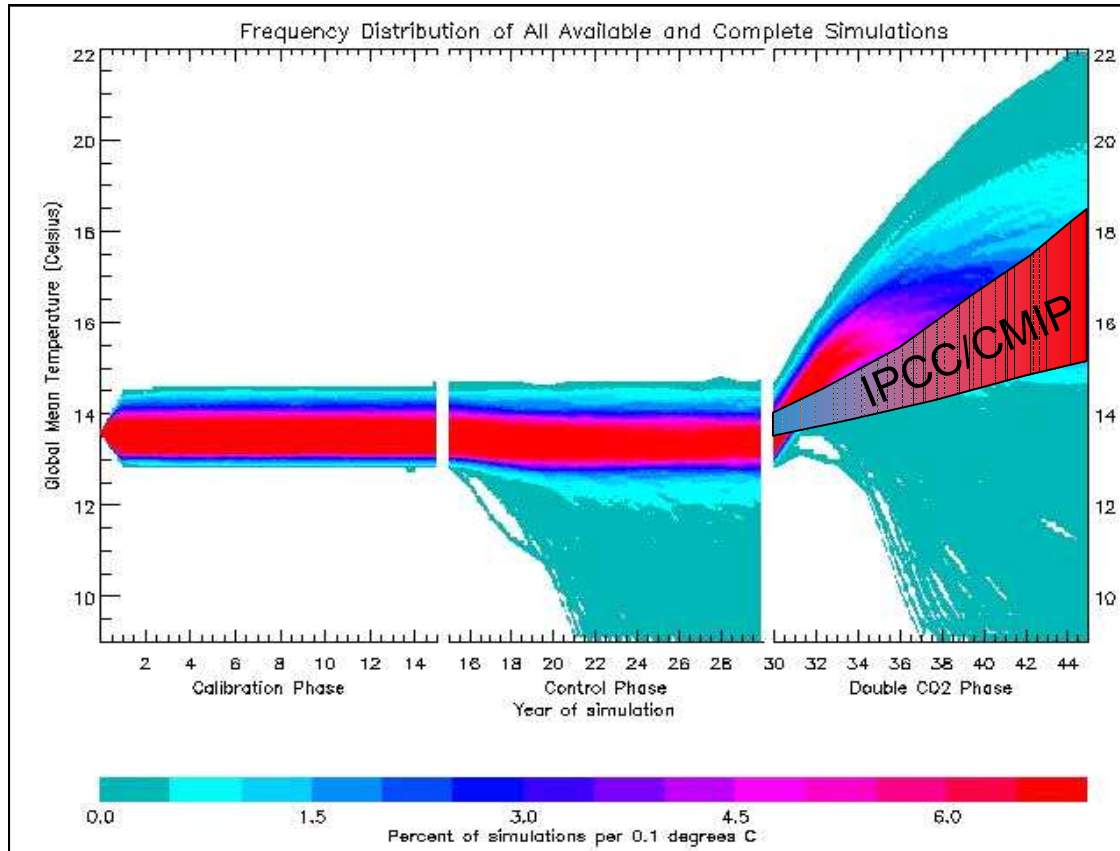 Frequency Distribution of All Available and Complete Simulations
22
20
18
16
14
12
10
Global Mean Temperature (Celsius)
22
20
18
16
14
12
10
IPCC/CMIP
2 4 6 8 10 12 14 16 18 20 22 24 26 28 30 32 34 36 38 40 42 44
Calibration Phase Control Phase Double CO2 Phase
Year of simulation
0.0 1.5 3.0 4.5 6.0
Percent of simulations per 0.1 degrees C